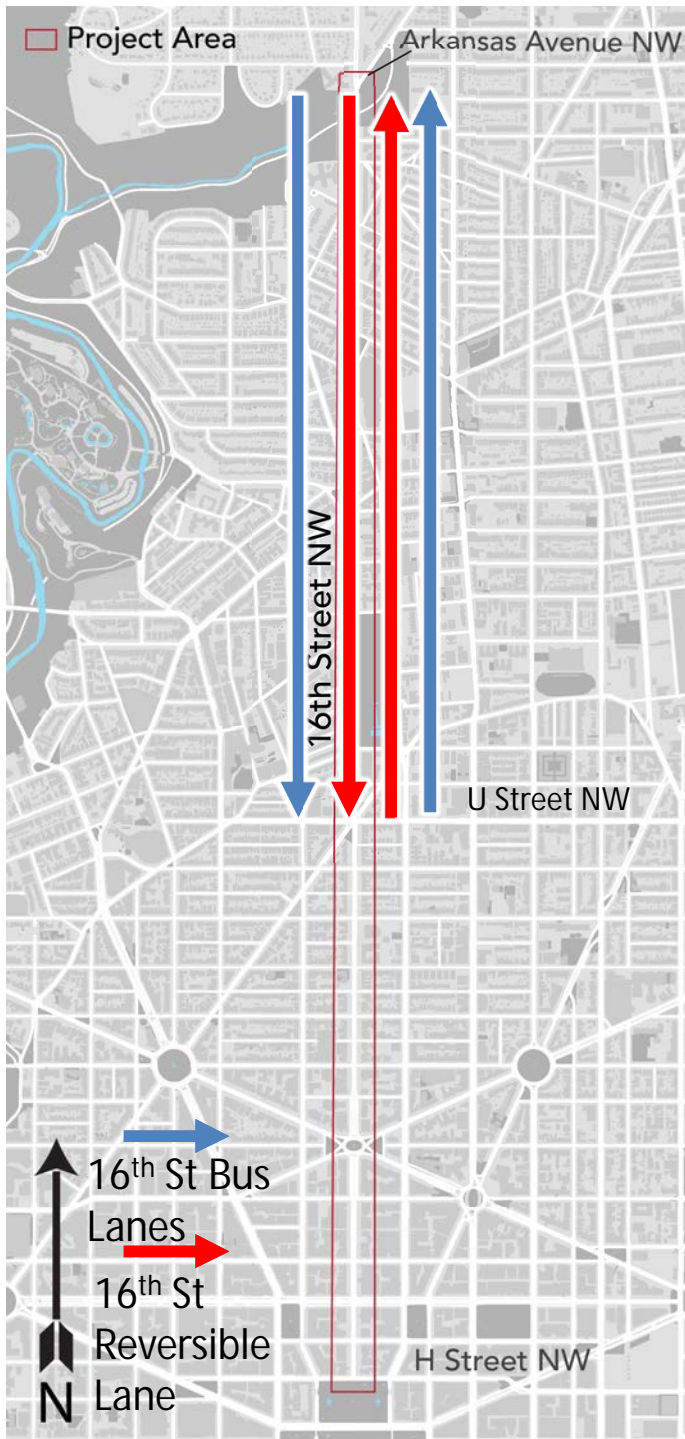 Project Area
Arkansas Avenue NW
16th Street NW
U Street NW
16th St Bus
Lanes
16th St
Reversible
Lane
N
H Street NW